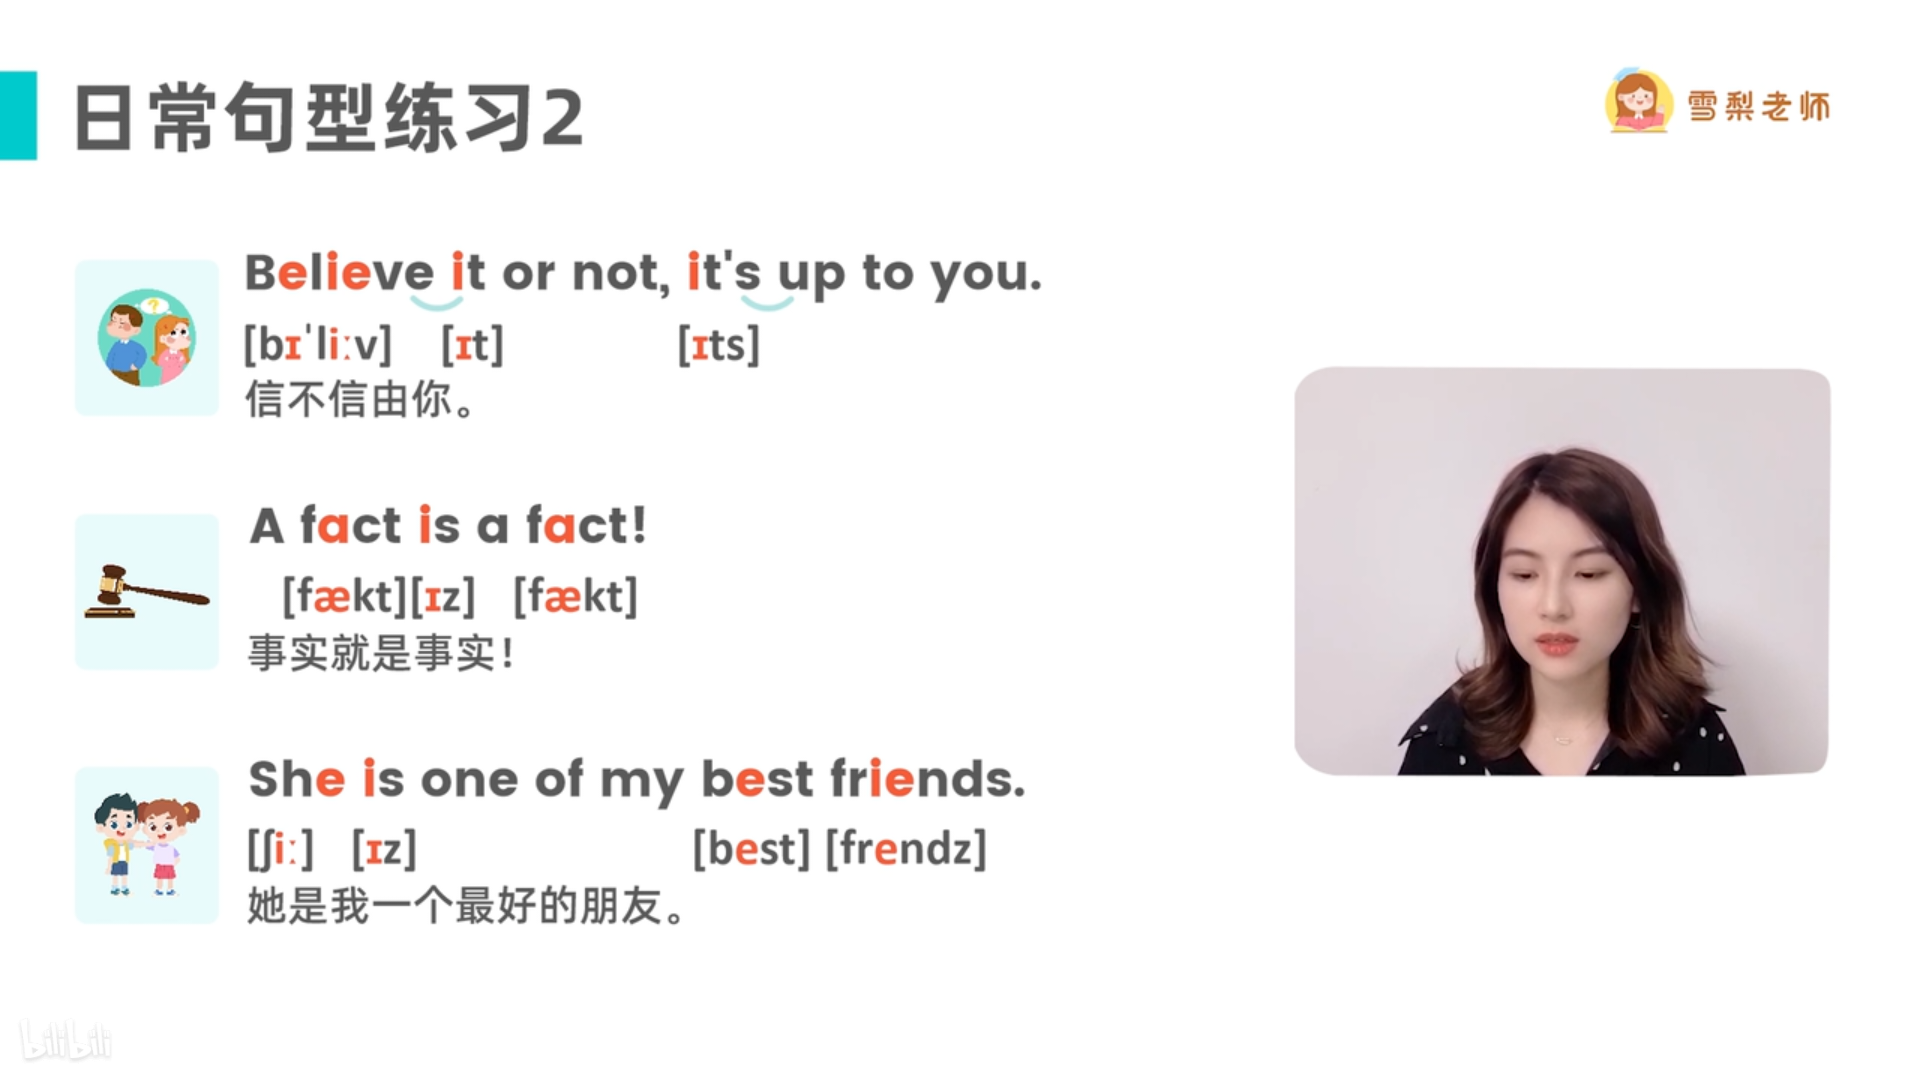 日常句型练习2
雪梨老师
Believe it or not, it's up to you.
[bɪˈliːv] [ɪt] [ɪts]
信不信由你。
A fact is a fact!
[fækt][ɪz] [fækt]
事实就是事实！
She is one of my best friends.
[ʃiː] [ɪz] [best] [frendz]
她是我一个最好的朋友。
bilibili